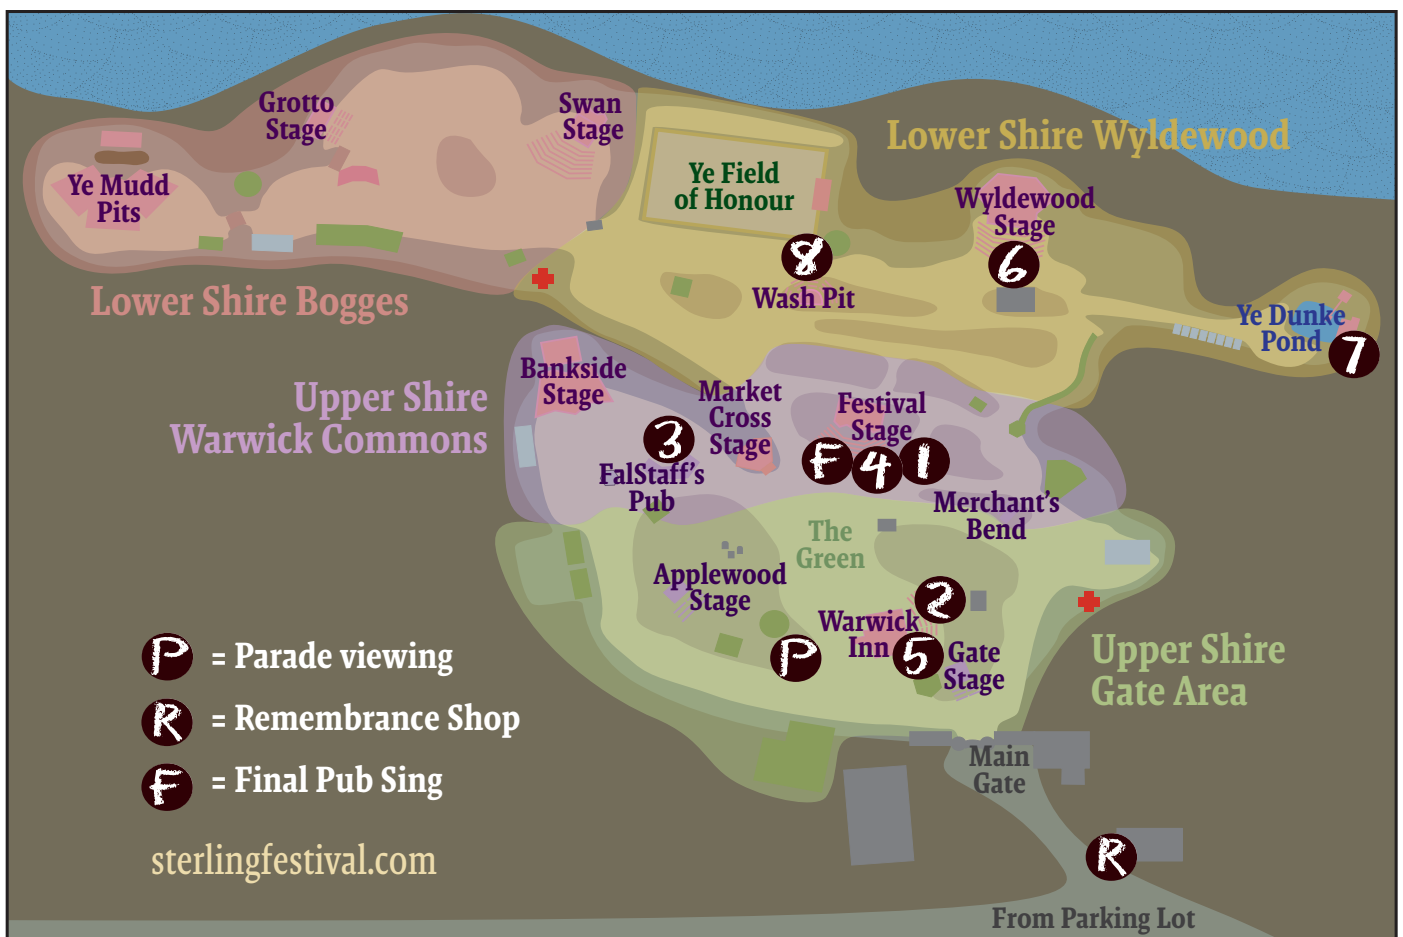 Grotto
Stage
Swan
Stage
Lower Shire Wyldewood
Ye Mudd
Pits
Ye Field
of Honour
Wyldewood
Stage
8
6
Wash Pit
Lower Shire Bogges
Ye Dunke
Pond
7
Upper Shire
Warwick Commons
Bankside
Stage
Market
Cross
Stage
Festival
Stage
3
F
4
1
FalStaff's
Pub
Merchant's
Bend
The
Green
Applewood
Stage
2
Warwick
Inn
5
Gate
Stage
P
Upper Shire
Gate Area
P = Parade viewing
R = Remembrance Shop
F = Final Pub Sing
Main
Gate
sterlingfestival.com
R
From Parking Lot